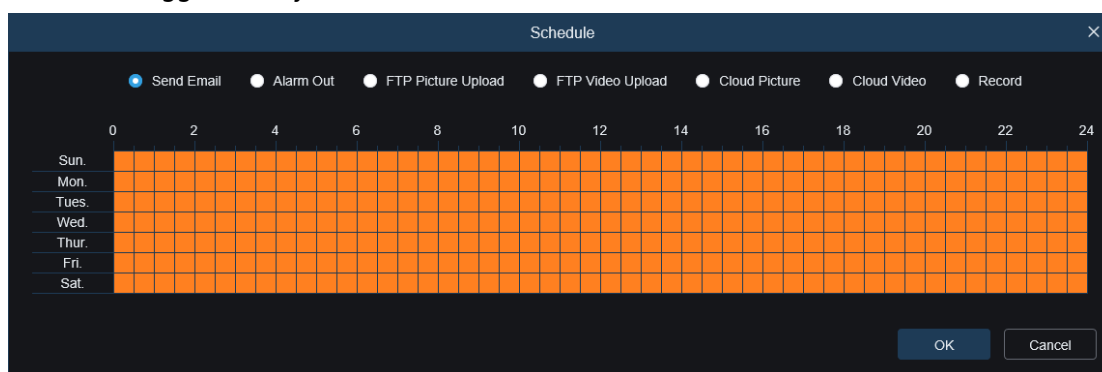 Schedule
Send Email Alarm Out FTP Picture Upload FTP Video Upload Cloud Picture Cloud Video Record
0 2 4 6 8 10 12 14 16 18 20 22 24
Sun.
Mon.
Tues.
Wed.
Thur.
Fri.
Sat.
OK Cancel